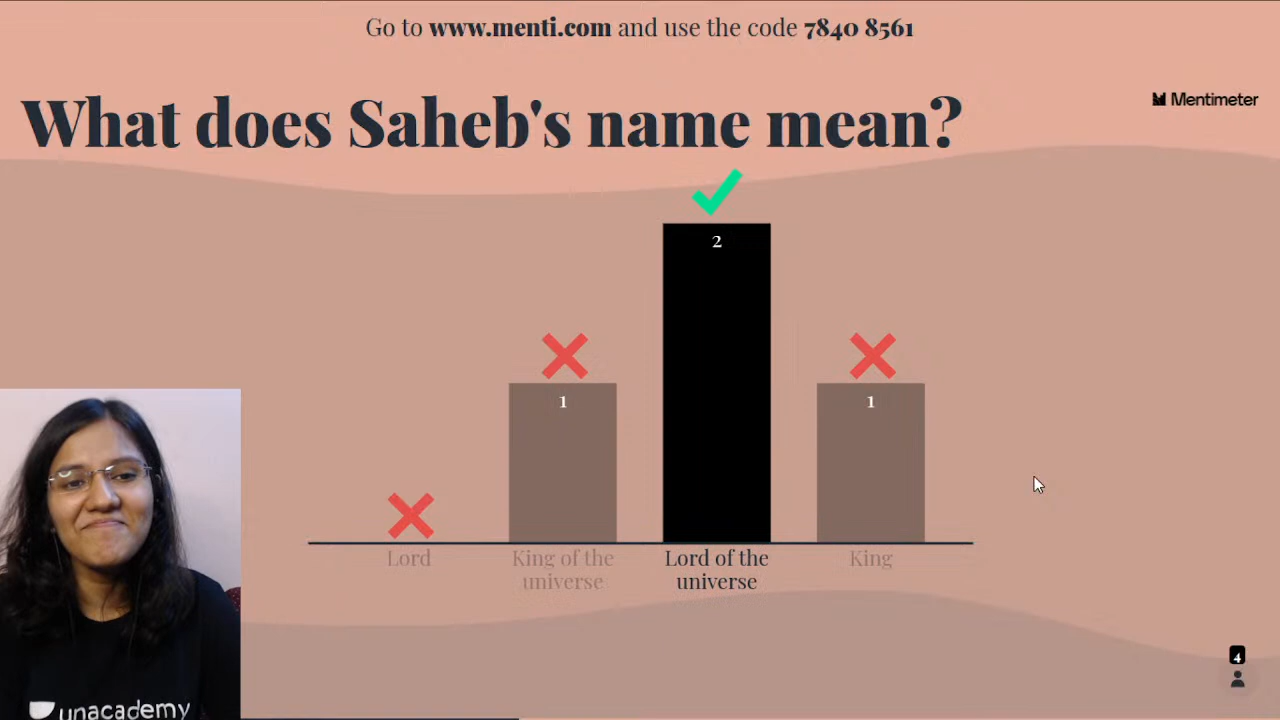 Go to www.menti.com and use the code 7840 8561
Mentimeter
What does Saheb's name mean?
2
1
1
Lord
King of the
universe
Lord of the
universe
King
4
unacademy